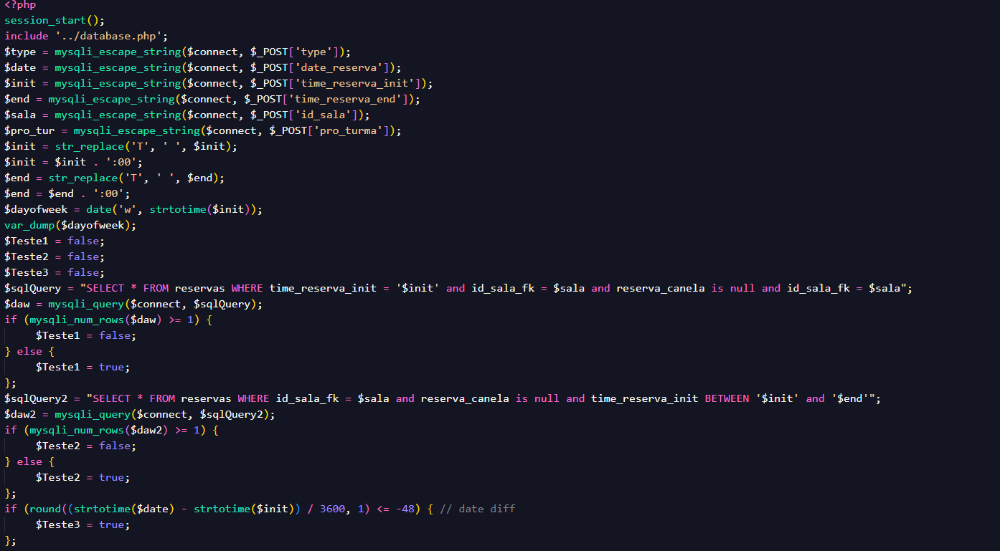 <?php
session_start();
include '../database.php';
$type = mysqli_escape_string($connect, $_POST['type']);
$date = mysqli_escape_string($connect, $_POST['date_reserva']);
$init = mysqli_escape_string($connect, $_POST['time_reserva_init']);
$end = mysqli_escape_string($connect, $_POST['time_reserva_end']);
$sala = mysqli_escape_string($connect, $_POST['id_sala']);
$pro_tur = mysqli_escape_string($connect, $_POST['pro_turma']);
$init = str_replace('T', ' ', $init);
$init = $init . ':00';
$end = str_replace('T', ' ', $end);
$end = $end . ':00';
$dayofweek = date('w', strtotime($init));
var_dump($dayofweek);
$Teste1 = false;
$Teste2 = false;
$Teste3 = false;
$sqlQuery = "SELECT * FROM reservas WHERE time_reserva_init = '$init' and id_sala_fk = $sala and reserva_canela is null and id_sala_fk = $sala";
$daw = mysqli_query($connect, $sqlQuery);
if (mysqli_num_rows($daw) >= 1) {
     $Teste1 = false;
} else {
     $Teste1 = true;
};
$sqlQuery2 = "SELECT * FROM reservas WHERE id_sala_fk = $sala and reserva_canela is null and time_reserva_init BETWEEN '$init' and '$end'";
$daw2 = mysqli_query($connect, $sqlQuery2);
if (mysqli_num_rows($daw2) >= 1) {
     $Teste2 = false;
} else {
     $Teste2 = true;
};
if (round((strtotime($date) - strtotime($init)) / 3600, 1) <= -48) { // date diff
     $Teste3 = true;
};